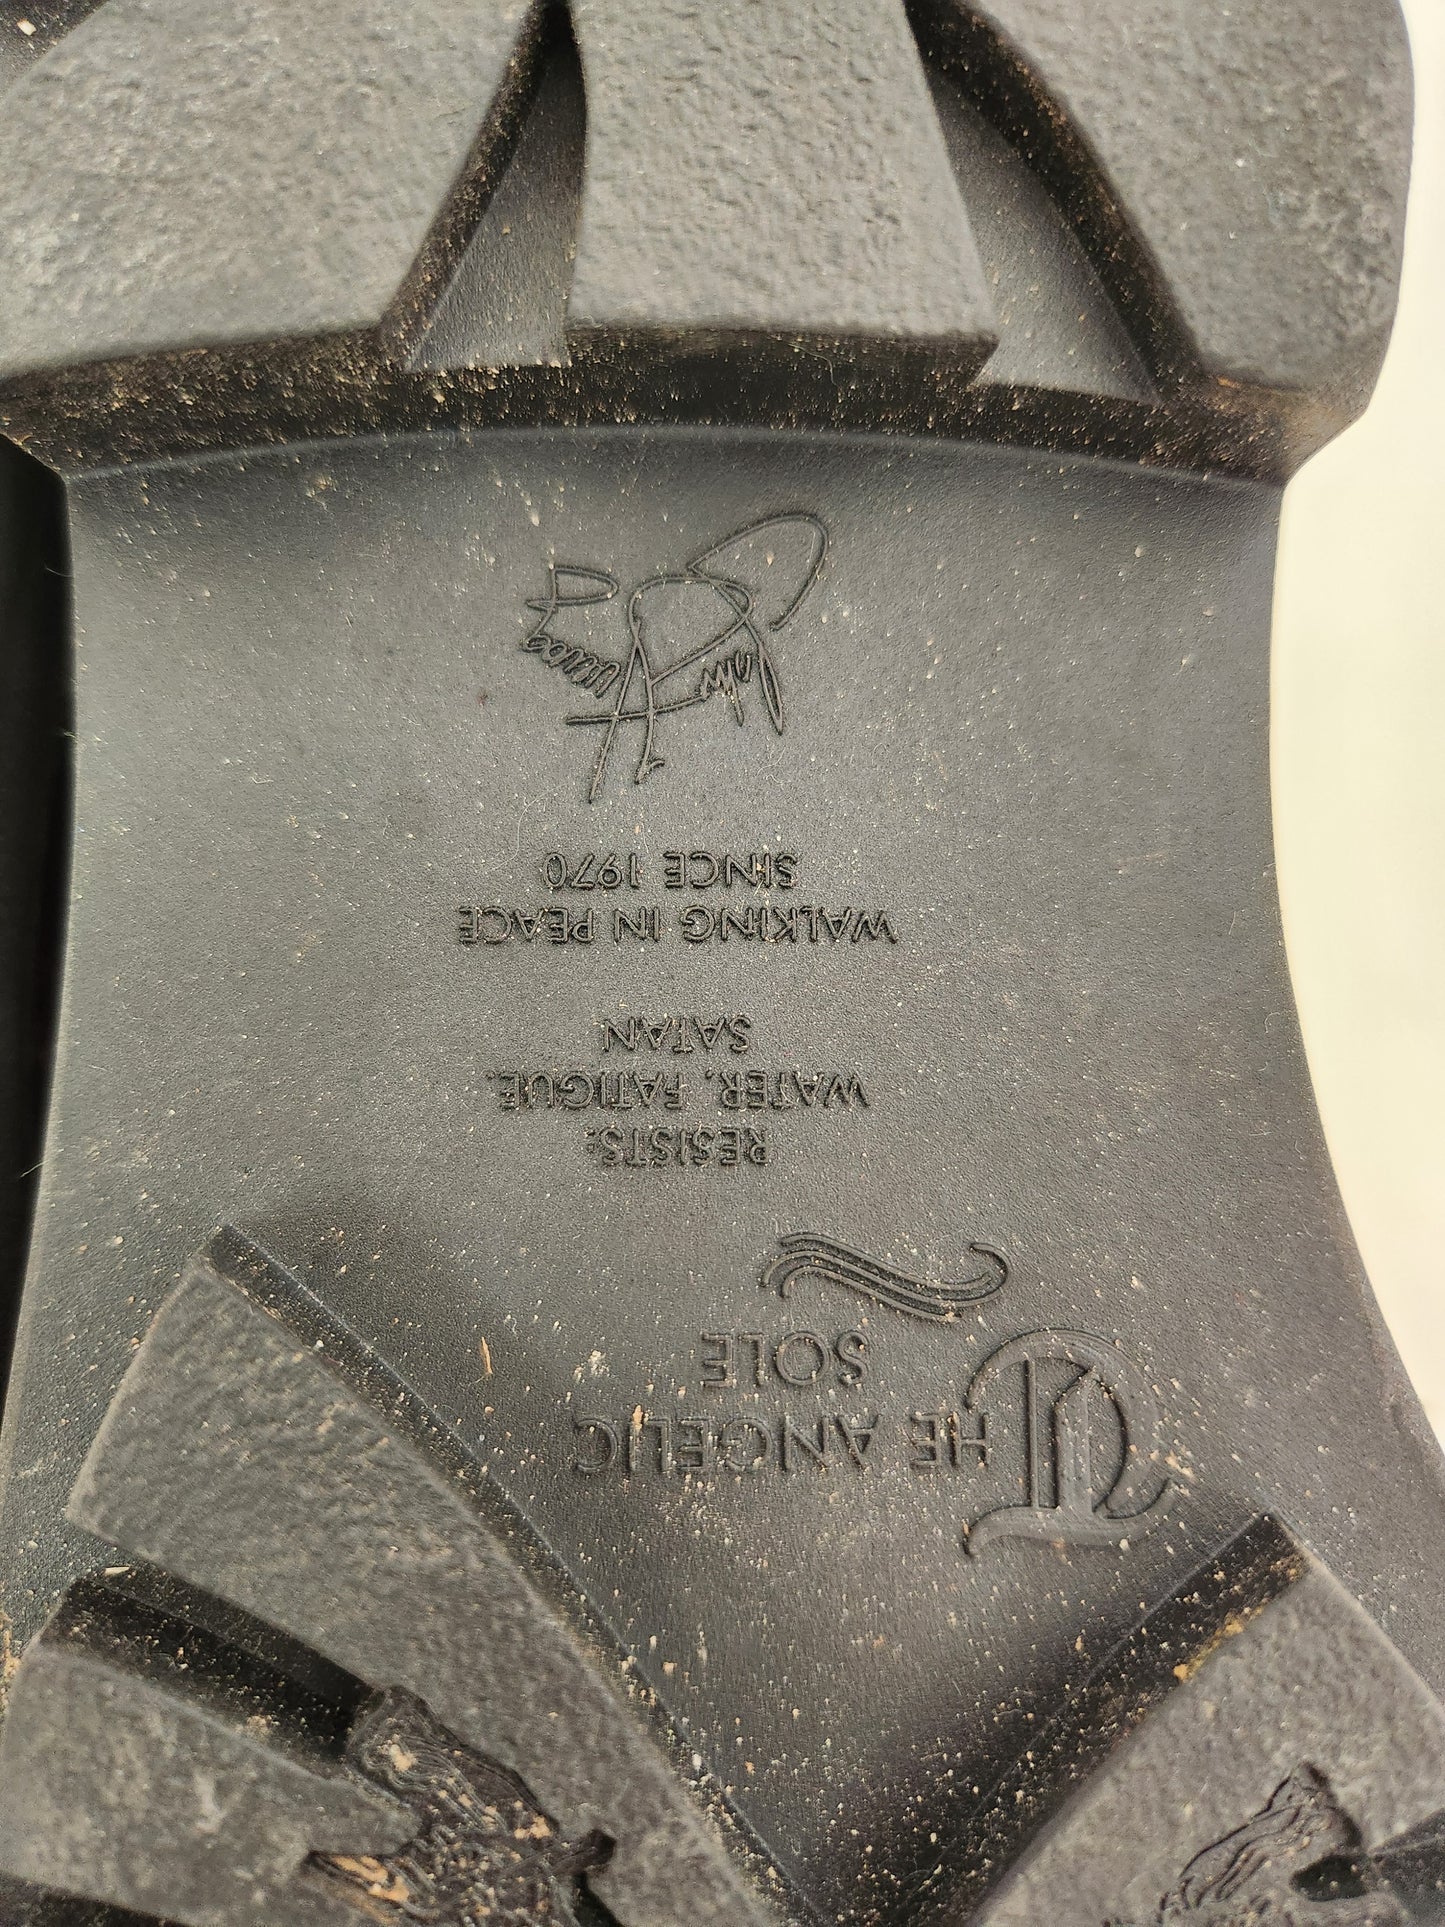 THE ANGELIC
SOLE
RESISTS:
WATER, FATIGUE,
SATAN
WALKING IN PEACE
SINCE 1970